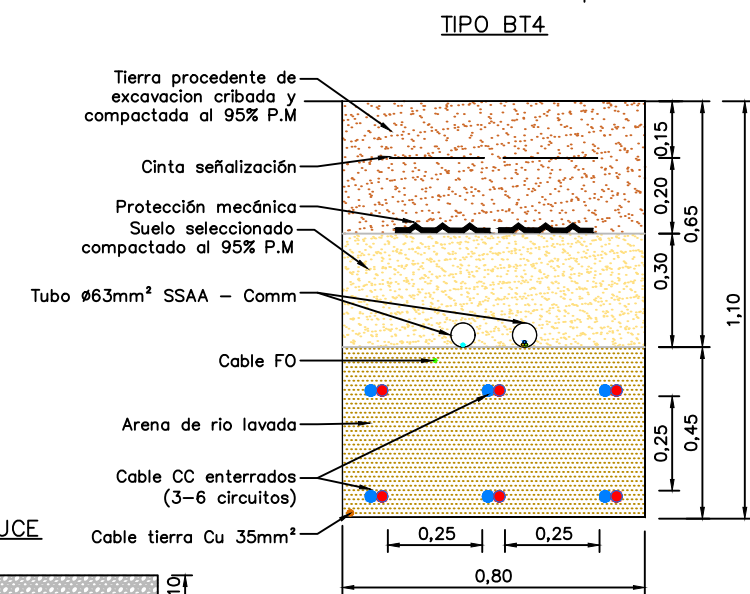 TIPO BT4
Tierra procedente de
excavacion cribada y
compactada al 95% P.M
Cinta señalización
Protección mecánica
Suelo seleccionado
compactado al 95% P.M
Tubo Ø63mm² SSAA – Comm
Cable FO
Arena de rio lavada
Cable CC enterrados
(3–6 circuitos)
Cable tierra Cu 35mm²
0,15
0,20
0,30
0,65
1,10
0,25
0,45
0,25
0,25
0,80
UCE
10